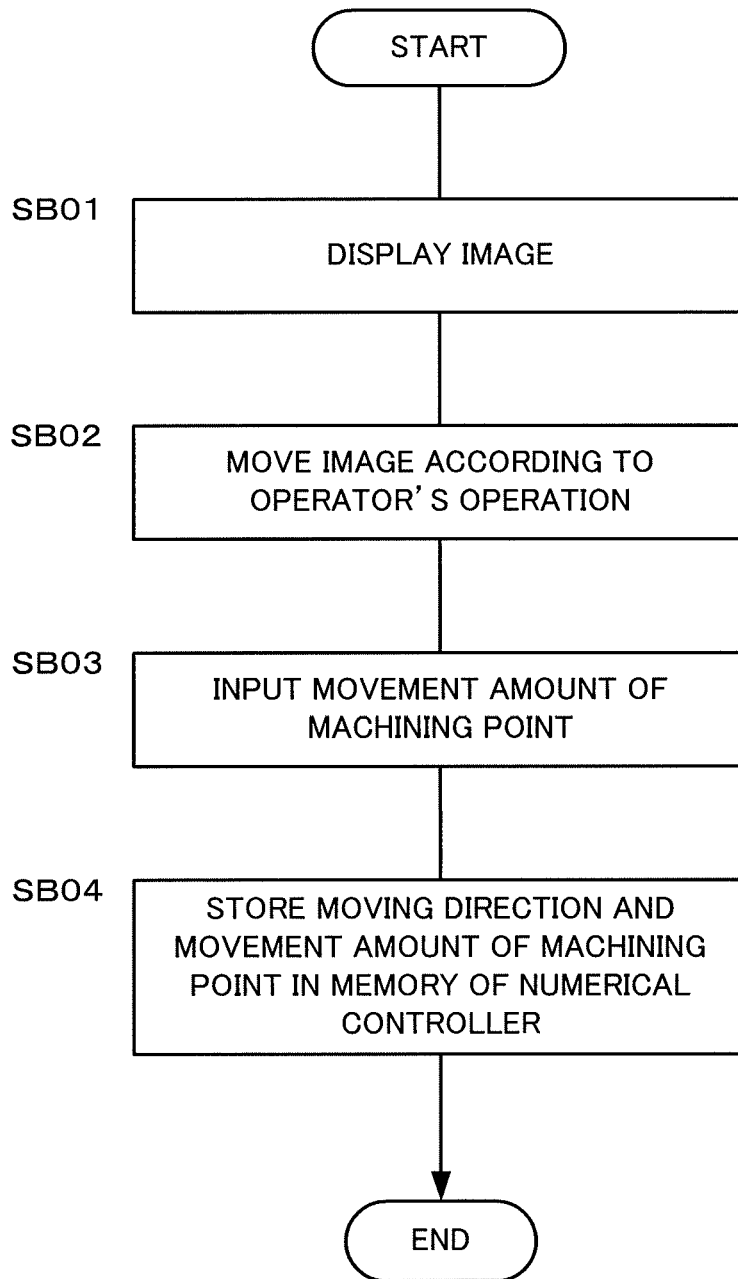 START
SB01
DISPLAY IMAGE
SB02
MOVE IMAGE ACCORDING TO
OPERATOR'S OPERATION
SB03
INPUT MOVEMENT AMOUNT OF
MACHINING POINT
SB04
STORE MOVING DIRECTION AND
MOVEMENT AMOUNT OF MACHINING
POINT IN MEMORY OF NUMERICAL
CONTROLLER
END